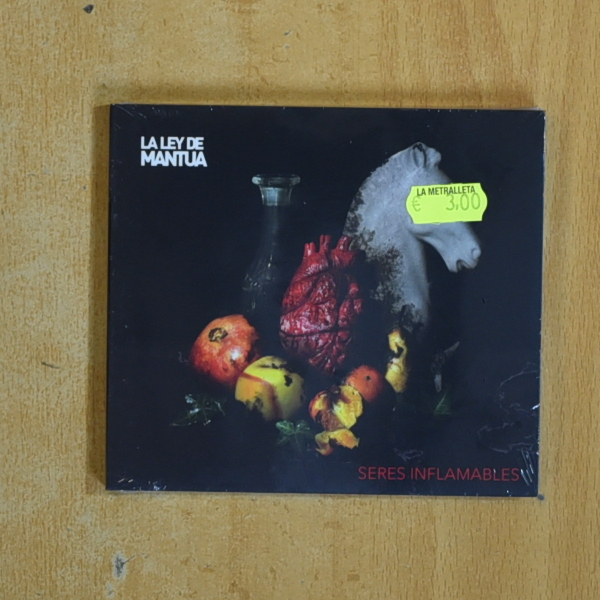 LA LEY DE
MANTUA
LA METRALLETA
€ 3,00
SERES INFLAMABLES